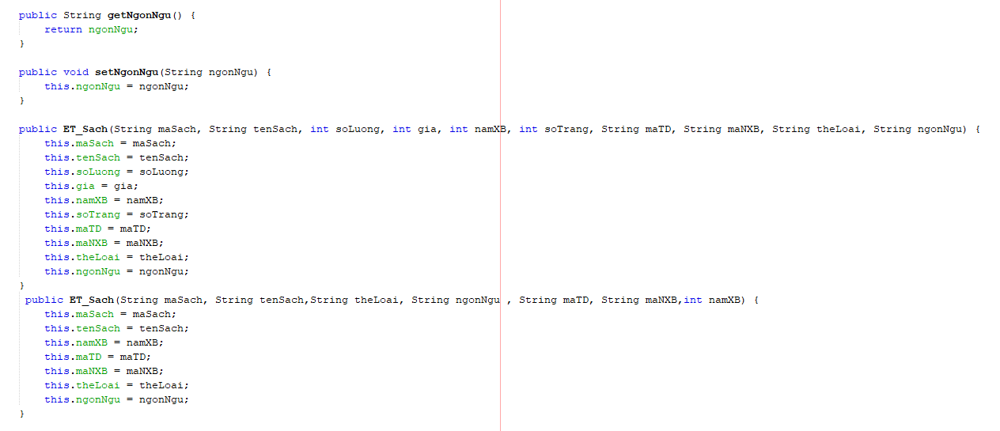 public String getNgonNgu() {
    return ngonNgu;
}

public void setNgonNgu(String ngonNgu) {
    this.ngonNgu = ngonNgu;
}

public ET_Sach(String maSach, String tenSach, int soLuong, int gia, int namXB, int soTrang, String maTD, String maNXB, String theLoai, String ngonNgu) {
    this.maSach = maSach;
    this.tenSach = tenSach;
    this.soLuong = soLuong;
    this.gia = gia;
    this.namXB = namXB;
    this.soTrang = soTrang;
    this.maTD = maTD;
    this.maNXB = maNXB;
    this.theLoai = theLoai;
    this.ngonNgu = ngonNgu;
}
 public ET_Sach(String maSach, String tenSach,String theLoai, String ngonNgu , String maTD, String maNXB,int namXB) {
    this.maSach = maSach;
    this.tenSach = tenSach;
    this.namXB = namXB;
    this.maTD = maTD;
    this.maNXB = maNXB;
    this.theLoai = theLoai;
    this.ngonNgu = ngonNgu;
}